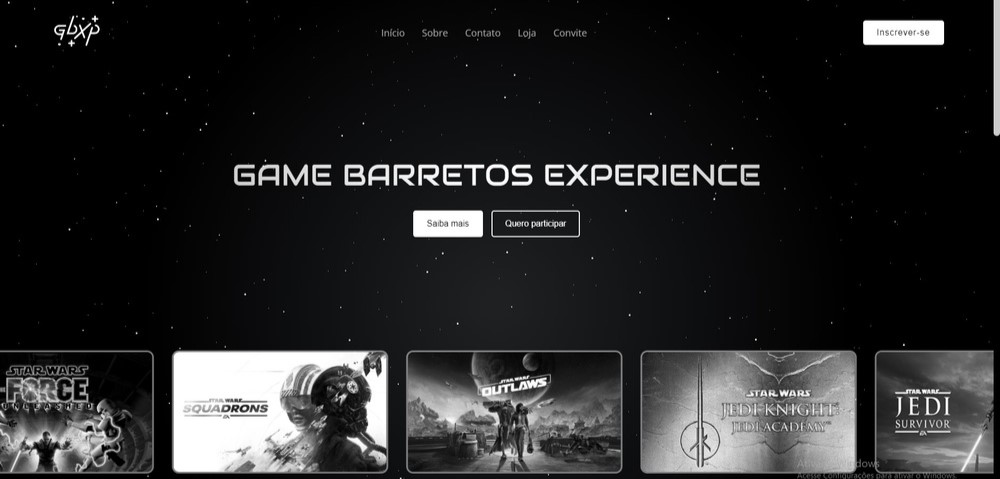 Gbxp
Início Sobre Contato Loja Convite
Inscrever-se
GAME BARRETOS EXPERIENCE
Saiba mais Quero participar
STAR WARS
FORCE
UNLEASHED
STAR WARS
SQUADRONS
EA
STAR WARS
OUTLAWS
STAR WARS
JEDI KNIGHT
JEDI ACADEMY
STAR WARS
JEDI
SURVIVOR
EA
Windows
Acesse Configurações para ativar o Windows.